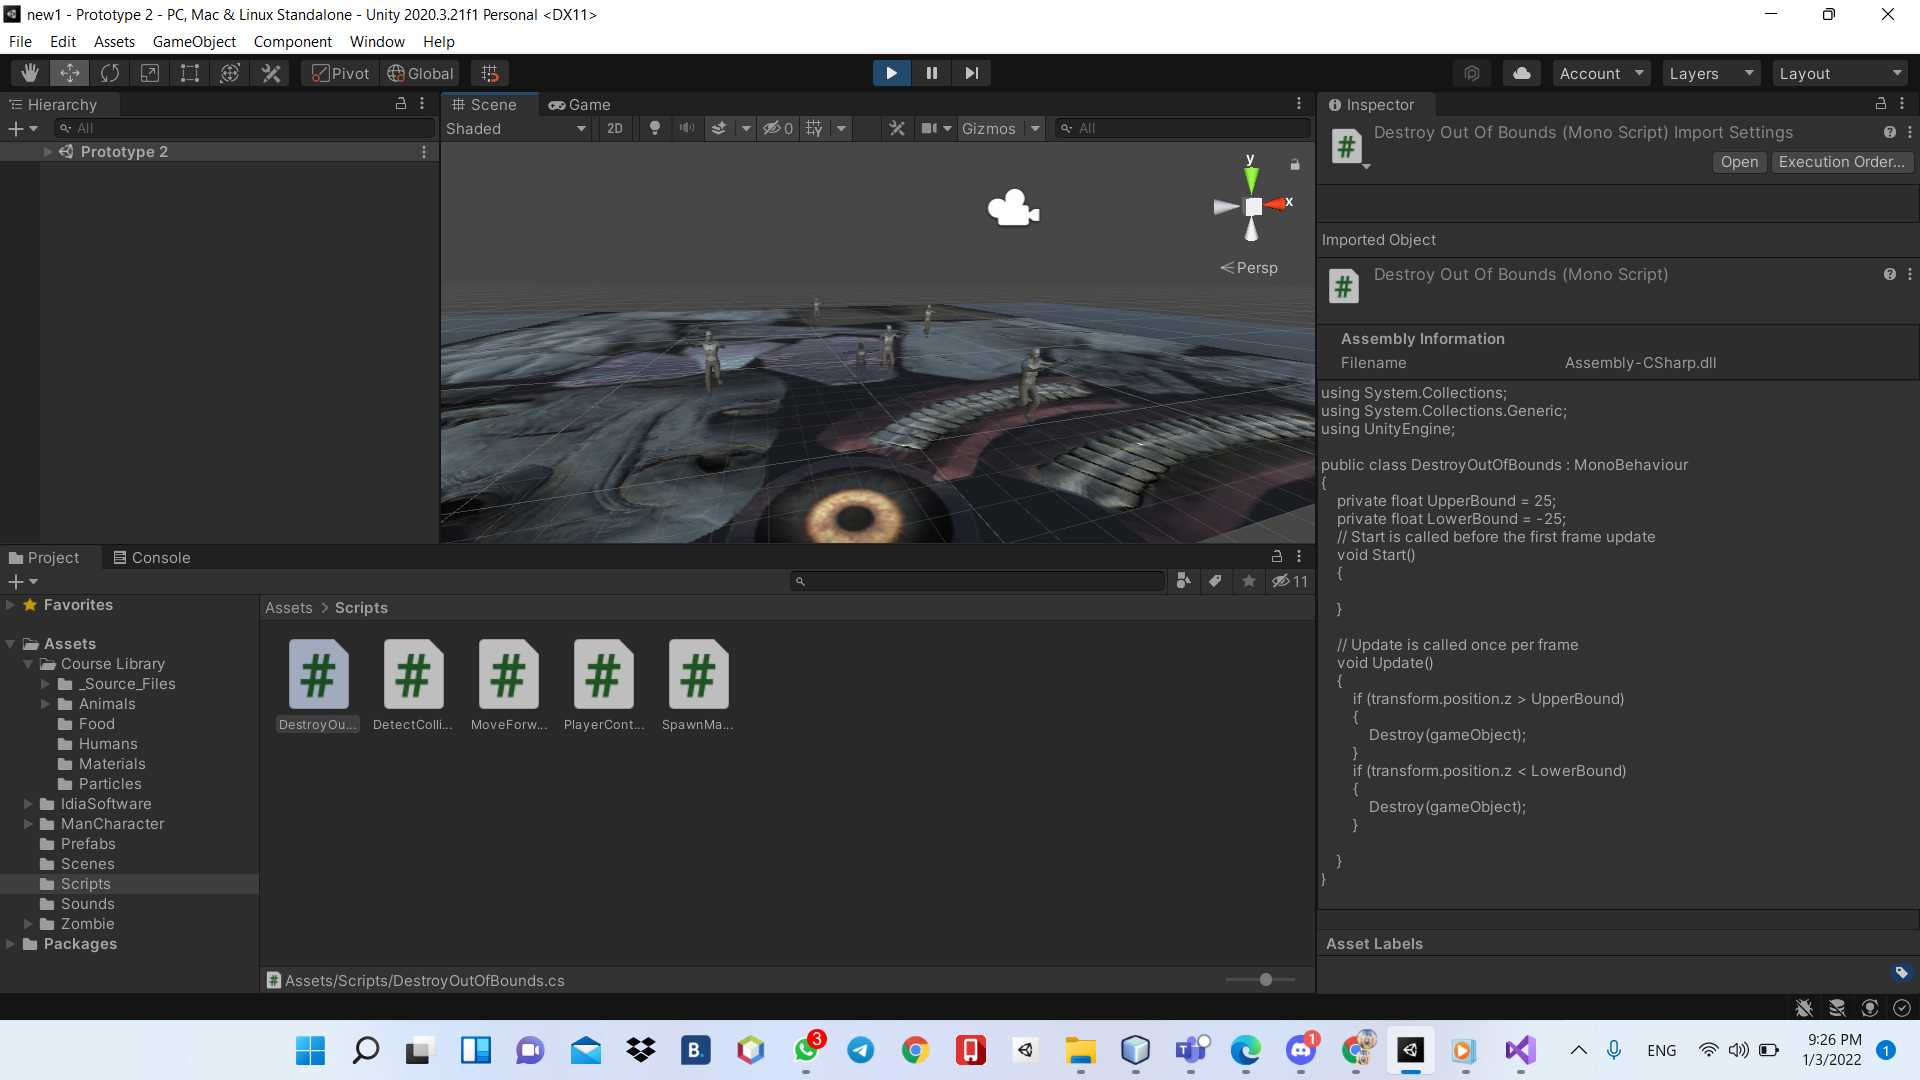 new1 - Prototype 2 - PC, Mac & Linux Standalone - Unity 2020.3.21f1 Personal <DX11>
File Edit Assets GameObject Component Window Help
Pivot Global Account Layers Layout
Hierarchy
All
Prototype 2
Scene Game
Shaded 2D 0 Gizmos All
y
x
Persp
Inspector
Destroy Out Of Bounds (Mono Script) Import Settings
Open Execution Order...
Imported Object
Destroy Out Of Bounds (Mono Script)
Assembly Information
Filename Assembly-CSharp.dll
using System.Collections;
using System.Collections.Generic;
using UnityEngine;
public class DestroyOutOfBounds : MonoBehaviour
{
private float UpperBound = 25;
private float LowerBound = -25;
// Start is called before the first frame update
void Start()
{
}
// Update is called once per frame
void Update()
{
if (transform.position.z > UpperBound)
{
Destroy(gameObject);
}
if (transform.position.z < LowerBound)
{
Destroy(gameObject);
}
}
}
Asset Labels
Project Console
11
Favorites
Assets
Course Library
_Source_Files
Animals
Food
Humans
Materials
Particles
IdiaSoftware
ManCharacter
Prefabs
Scenes
Scripts
Sounds
Zombie
Packages
Assets > Scripts
# # # # #
DestroyOu... DetectColli... MoveForw... PlayerCont... SpawnMa...
Assets/Scripts/DestroyOutOfBounds.cs
B. 3 1
ENG
9:26 PM
1/3/2022
1